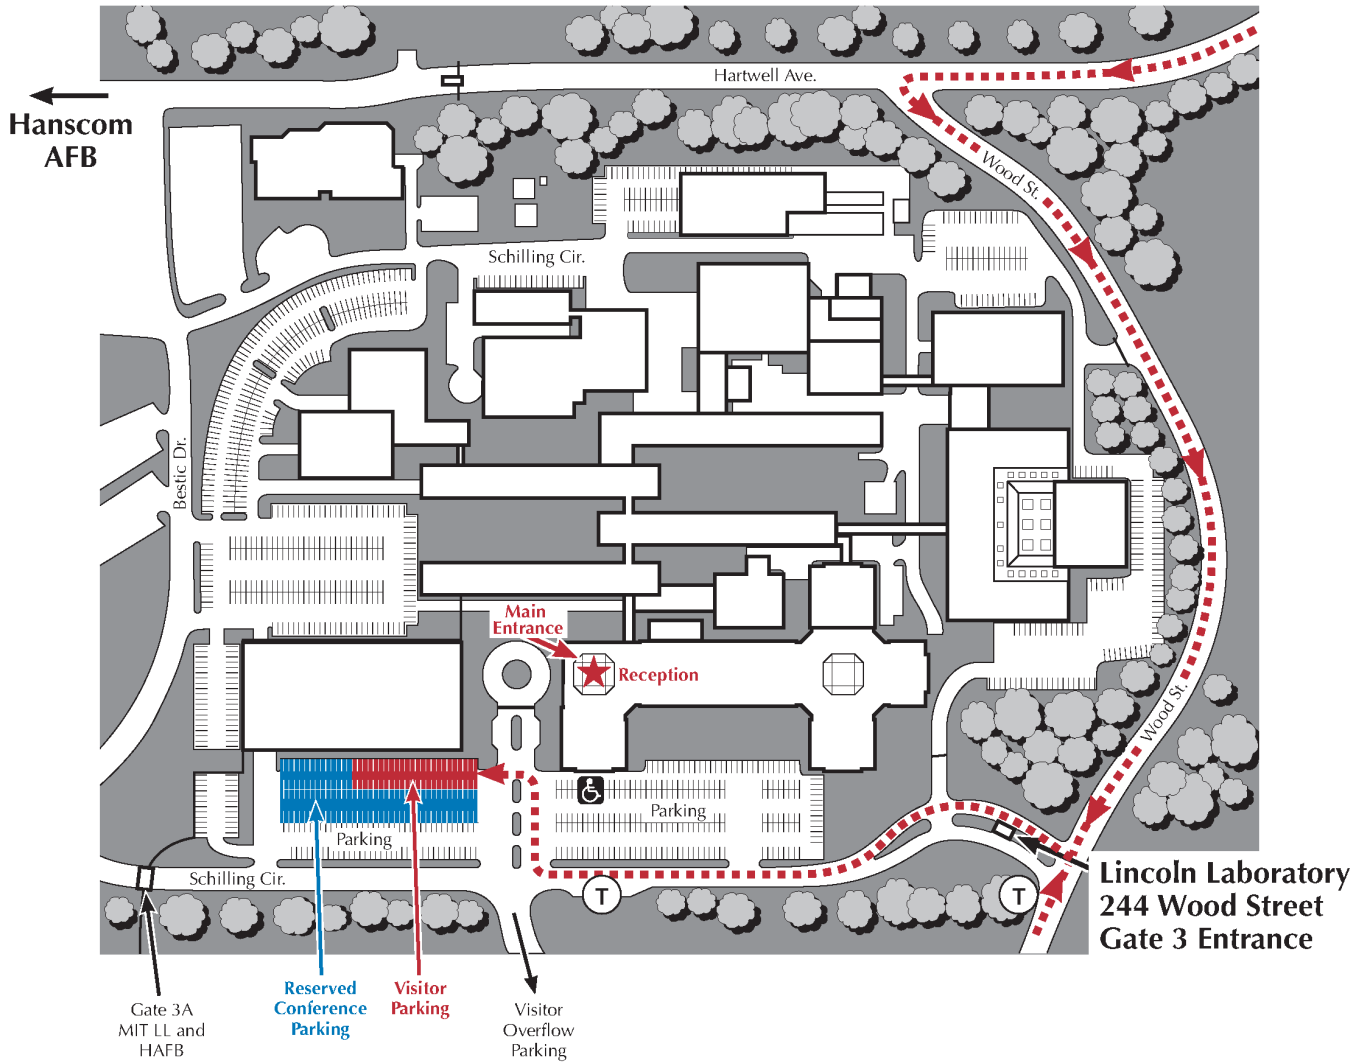 Hartwell Ave.
Hanscom
AFB
Wood St.
Schilling Cir.
Bestic Dr.
Main
Entrance
Reception
Wood St.
Parking
Parking
Schilling Cir.
T
T
Lincoln Laboratory
244 Wood Street
Gate 3 Entrance
Reserved
Conference
Parking
Visitor
Parking
Gate 3A
MIT LL and
HAFB
Visitor
Overflow
Parking